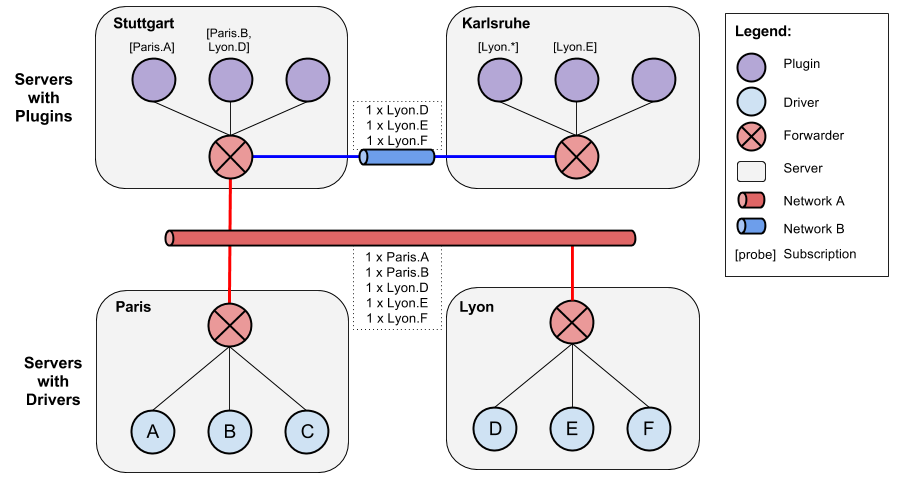 Stuttgart
[Paris.A]
[Paris.B,
Lyon.D]
Karlsruhe
[Lyon.*]
[Lyon.E]
Servers
with
Plugins
1 x Lyon.D
1 x Lyon.E
1 x Lyon.F
Legend:
Plugin
Driver
Forwarder
Server
Network A
Network B
[probe] Subscription
1 x Paris.A
1 x Paris.B
1 x Lyon.D
1 x Lyon.E
1 x Lyon.F
Servers
with
Drivers
Paris
A
B
C
Lyon
D
E
F